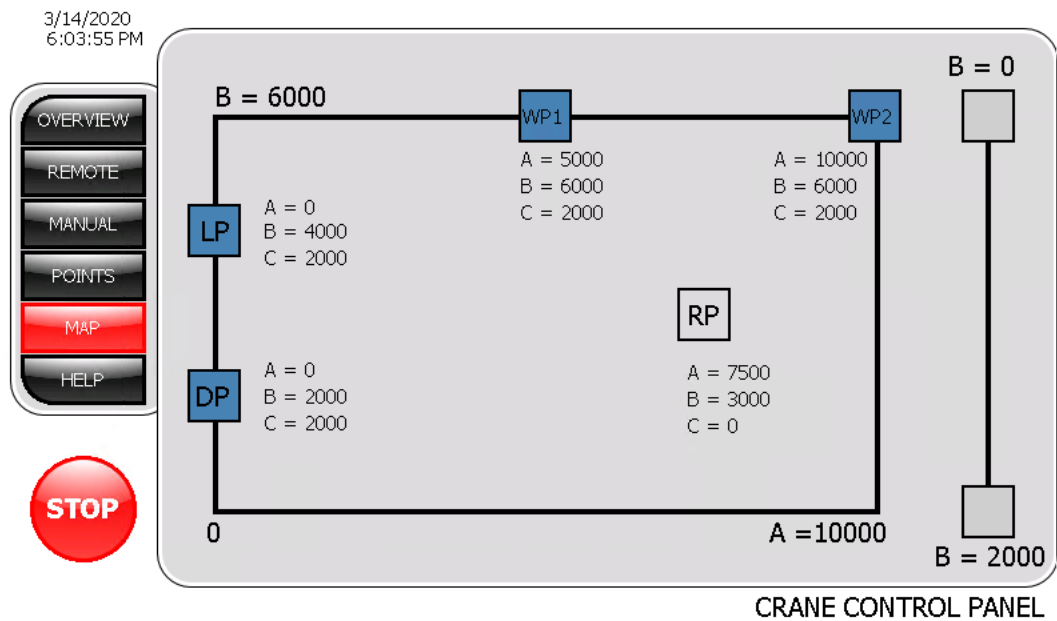 3/14/2020
6:03:55 PM
OVERVIEW
REMOTE
MANUAL
POINTS
MAP
HELP
STOP
B = 6000
WP1
A = 5000
B = 6000
C = 2000
WP2
A = 10000
B = 6000
C = 2000
LP
A = 0
B = 4000
C = 2000
RP
A = 7500
B = 3000
C = 0
DP
A = 0
B = 2000
C = 2000
0
A =10000
B = 0
B = 2000
CRANE CONTROL PANEL